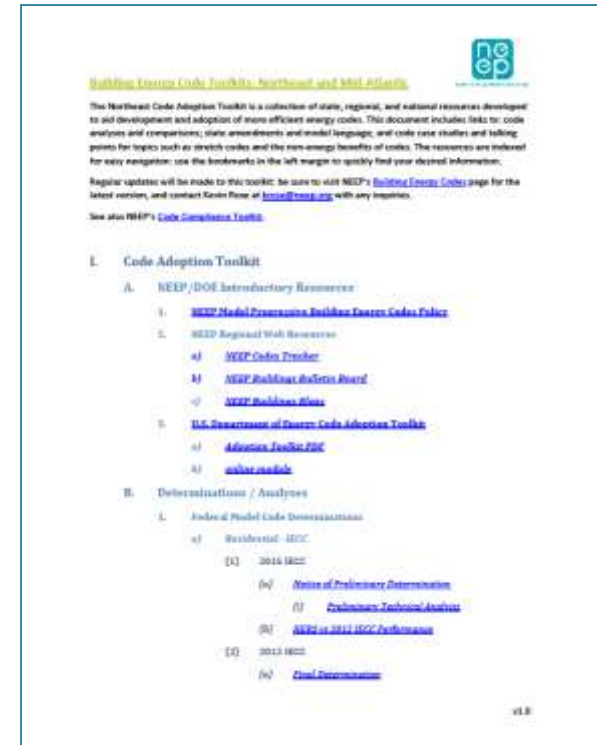 neep
Building Energy Code Toolkits: Northeast and Mid-Atlantic
The Northeast Code Adoption Toolkit is a collection of state, regional, and national resources developed
to aid development and adoption of more efficient energy codes. This document includes links to: code
analyses and comparisons; state amendments and model language; and code case studies and talking
points for topics such as stretch codes and the non-energy benefits of codes. The resources are indexed
for easy navigation: use the bookmarks in the left margin to quickly find your desired information.
Regular updates will be made to this toolkit: be sure to visit NEEP's Building Energy Codes page for the
latest version, and contact Kevin Rose at krose@neep.org with any inquiries.
See also NEEP's Code Compliance Toolkit.
I. Code Adoption Toolkit
A. NEEP/DOE Introductory Resources
1. NEEP Model Progressive Building Energy Codes Policy
2. NEEP Regional Web Resources
a) NEEP Codes Tracker
b) NEEP Buildings Bulletin Board
c) NEEP Buildings Blogs
3. U.S. Department of Energy Code Adoption Toolkit
a) Adoption Toolkit PDF
b) online module
B. Determinations / Analyses
1. Federal Model Code Determinations
a) Residential - IECC
[1] IECC
(a) Notice of Preliminary Determination
(i) Preliminary Technical Analysis
(b) HERS vs 2012 IECC Performance
[2] 2012 IECC
(a) Final Determination